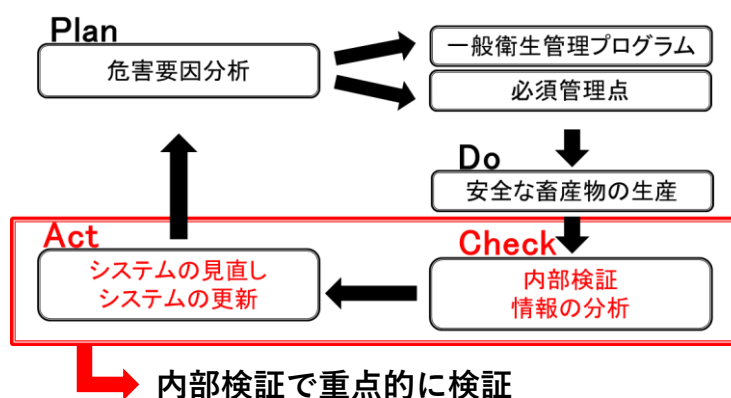 Plan
危害要因分析
一般衛生管理プログラム
必須管理点
Do
安全な畜産物の生産
Act
システムの見直し
システムの更新
Check
内部検証
情報の分析
内部検証で重点的に検証